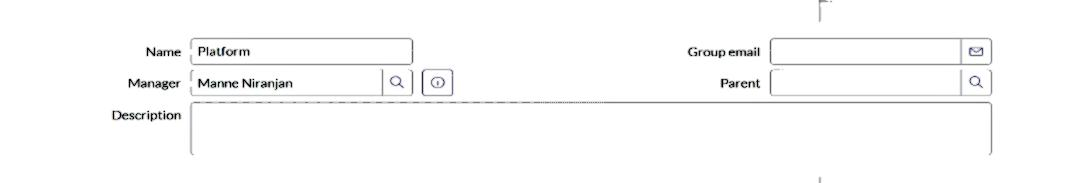 Name Platform Group email
Manager Manne Niranjan Parent
Description